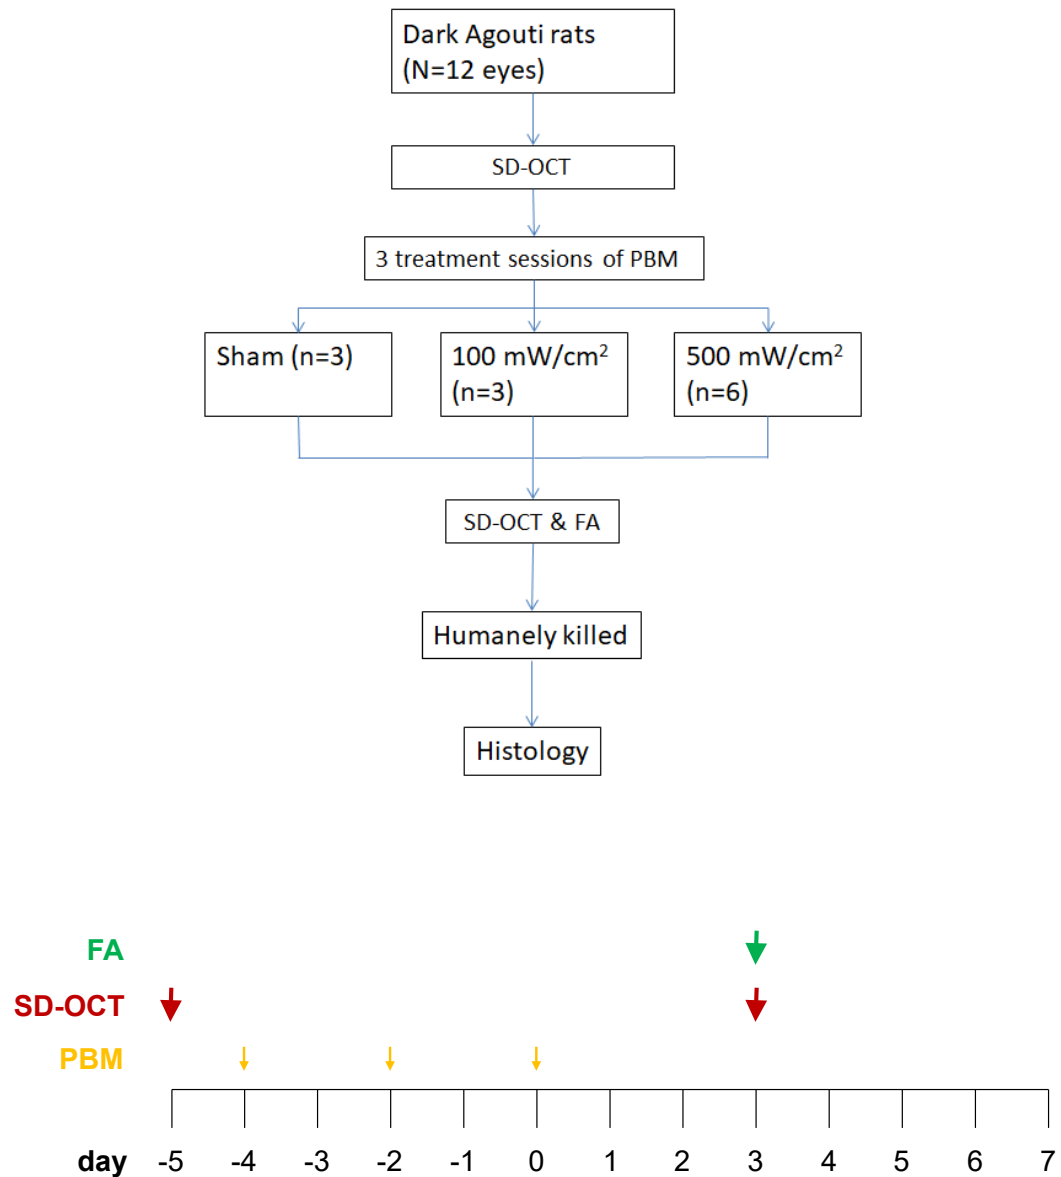 Dark Agouti rats
(N=12 eyes)
SD-OCT
3 treatment sessions of PBM
Sham (n=3)
100 mW/cm²
(n=3)
500 mW/cm²
(n=6)
SD-OCT & FA
Humanely killed
Histology
FA
SD-OCT
PBM
day -5 -4 -3 -2 -1 0 1 2 3 4 5 6 7